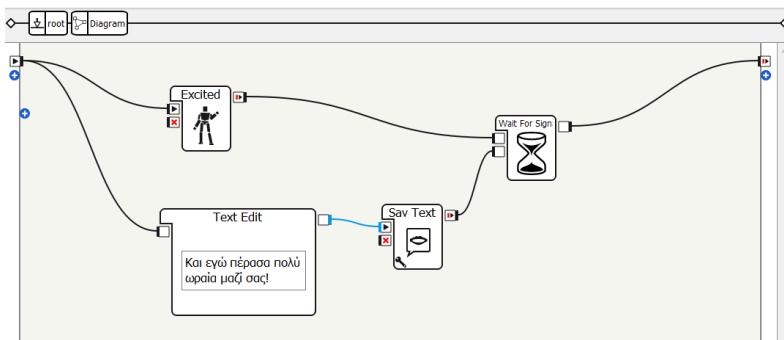 root
Diagram
Excited
Wait For Sign
Text Edit
Sav Text
Και εγώ πέρασα πολύ
ωραία μαζί σας!